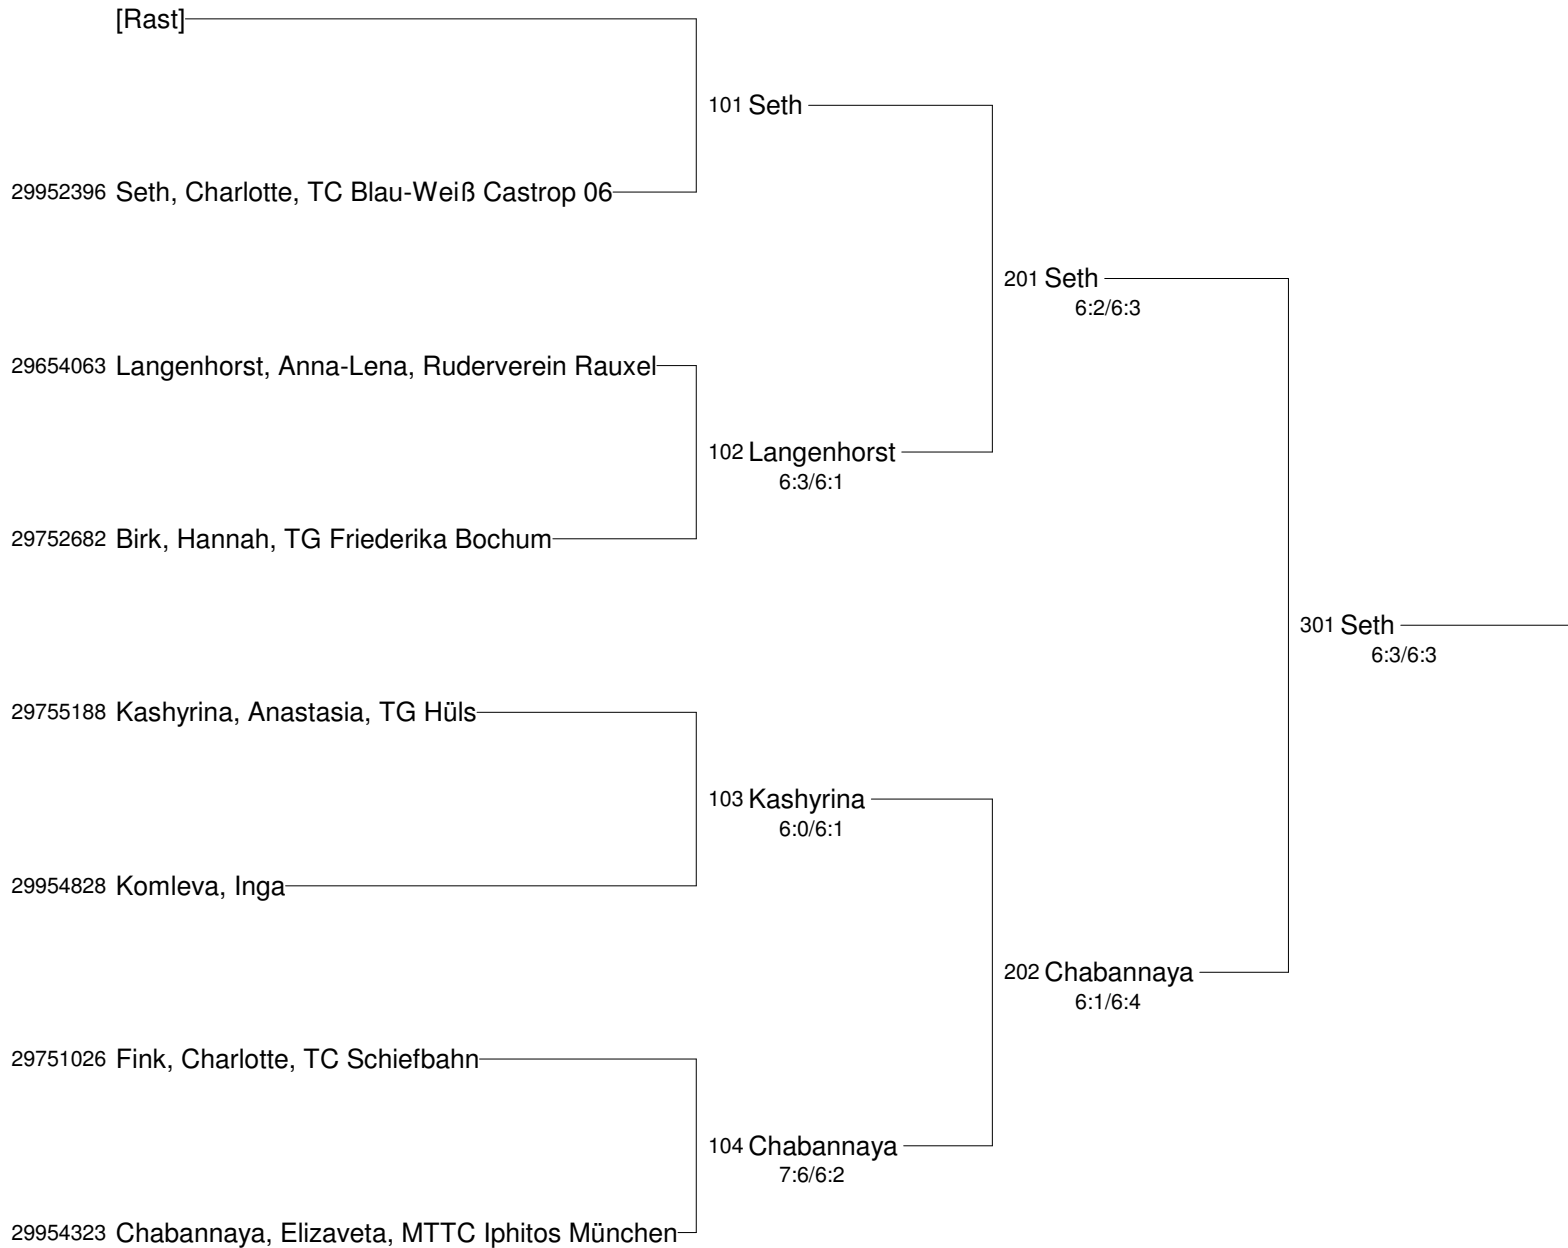 [Rast]
101 Seth
29952396 Seth, Charlotte, TC Blau-Weiß Castrop 06
201 Seth
6:2/6:3
29654063 Langenhorst, Anna-Lena, Ruderverein Rauxel
102 Langenhorst
6:3/6:1
29752682 Birk, Hannah, TG Friederika Bochum
301 Seth
6:3/6:3
29755188 Kashyrina, Anastasia, TG Hüls
103 Kashyrina
6:0/6:1
29954828 Komleva, Inga
202 Chabannaya
6:1/6:4
29751026 Fink, Charlotte, TC Schiefbahn
104 Chabannaya
7:6/6:2
29954323 Chabannaya, Elizaveta, MTTC Iphitos München